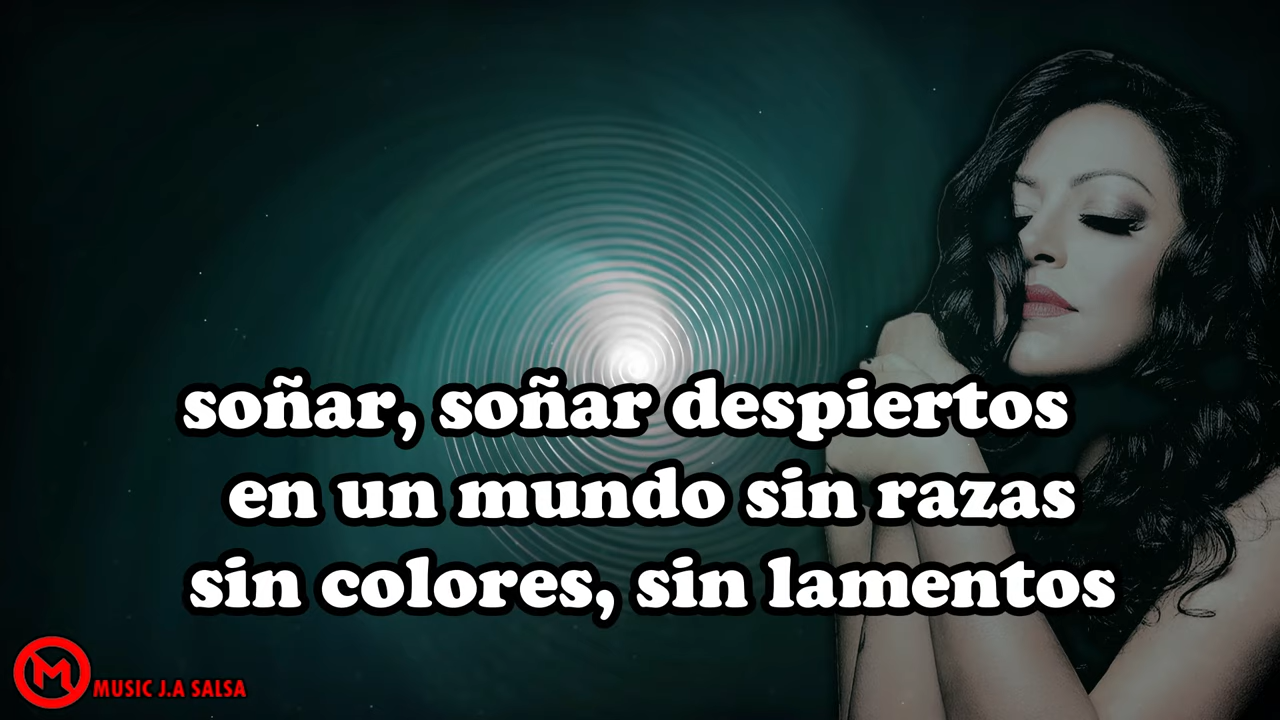 soñar, soñar despiertos
en un mundo sin razas
sin colores, sin lamentos
M MUSIC J.A SALSA